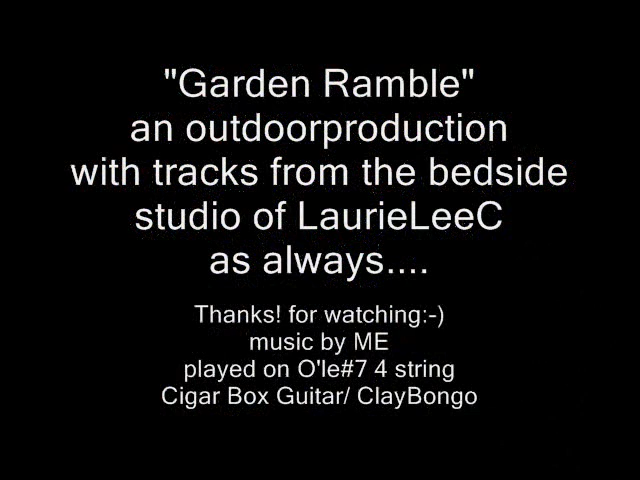 "Garden Ramble"
an outdoorproduction
with tracks from the bedside
studio of LaurieLeeC
as always....
Thanks! for watching:-)
music by ME
played on O'le#7 4 string
Cigar Box Guitar/ ClayBongo